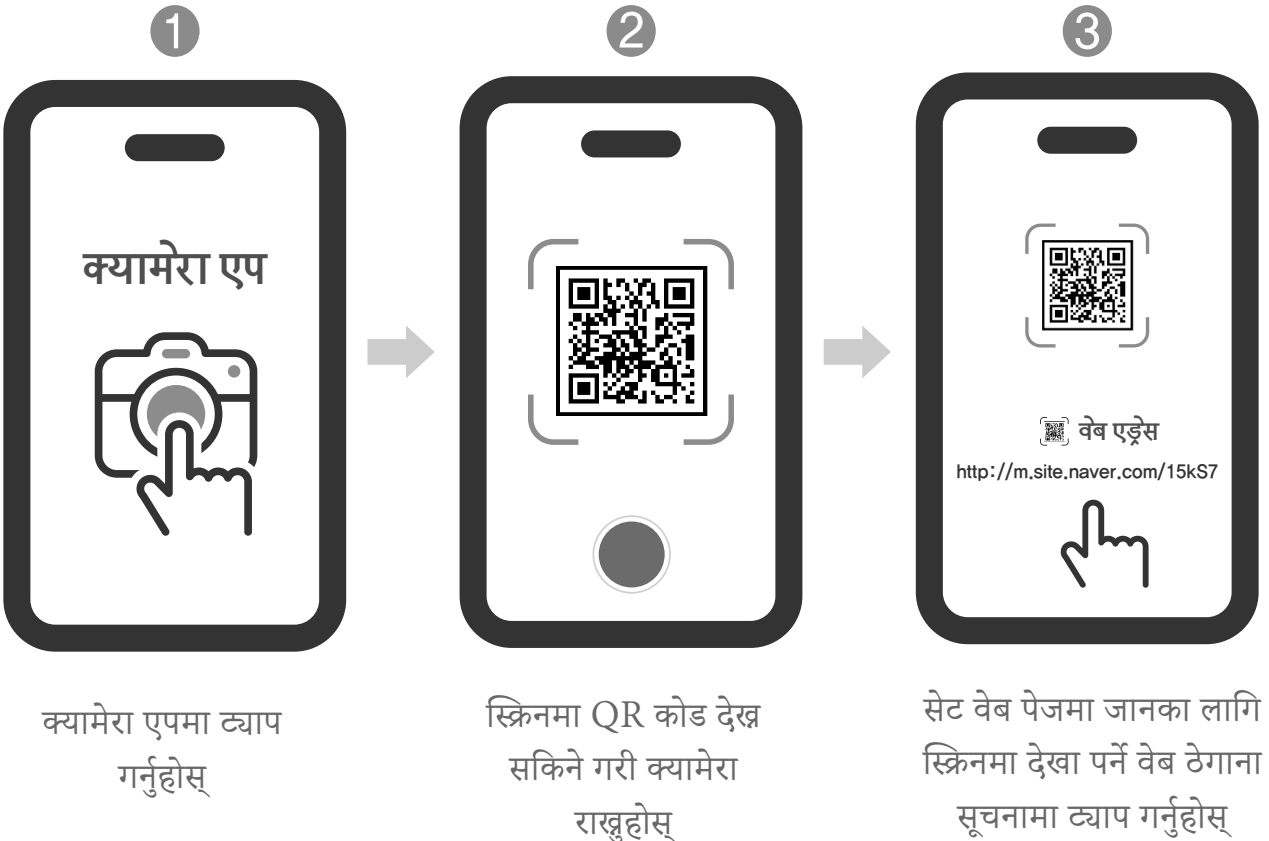 1
क्यामेरा एप
क्यामेरा एपमा ट्याप
गर्नुहोस्
2
स्क्रिनमा QR कोड देख्न
सकिने गरी क्यामेरा
राख्नुहोस्
3
वेब एड्रेस
http://m.site.naver.com/15kS7
सेट वेब पेजमा जानका लागि
स्क्रिनमा देखा पर्ने वेब ठेगाना
सूचनामा ट्याप गर्नुहोस्